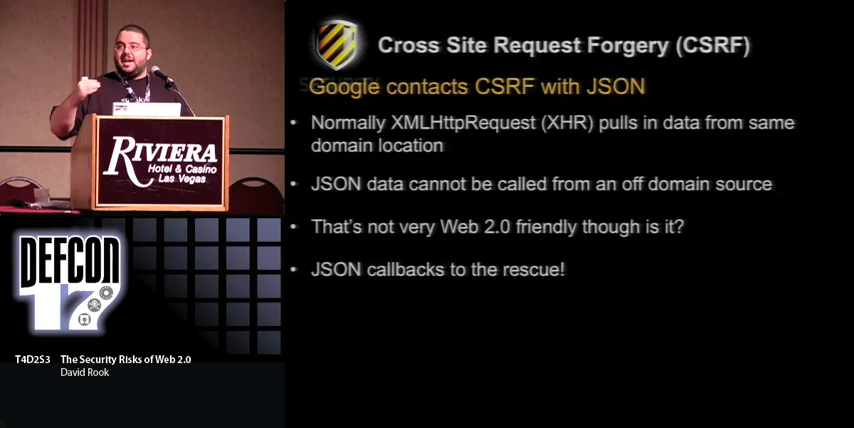 Cross Site Request Forgery (CSRF)
Google contacts CSRF with JSON
• Normally XMLHttpRequest (XHR) pulls in data from same
domain location
• JSON data cannot be called from an off domain source
• That's not very Web 2.0 friendly though is it?
• JSON callbacks to the rescue!
RIVIERA
Hotel & Casino
Las Vegas
DEFCON
17
T4D2S3 The Security Risks of Web 2.0
David Rook